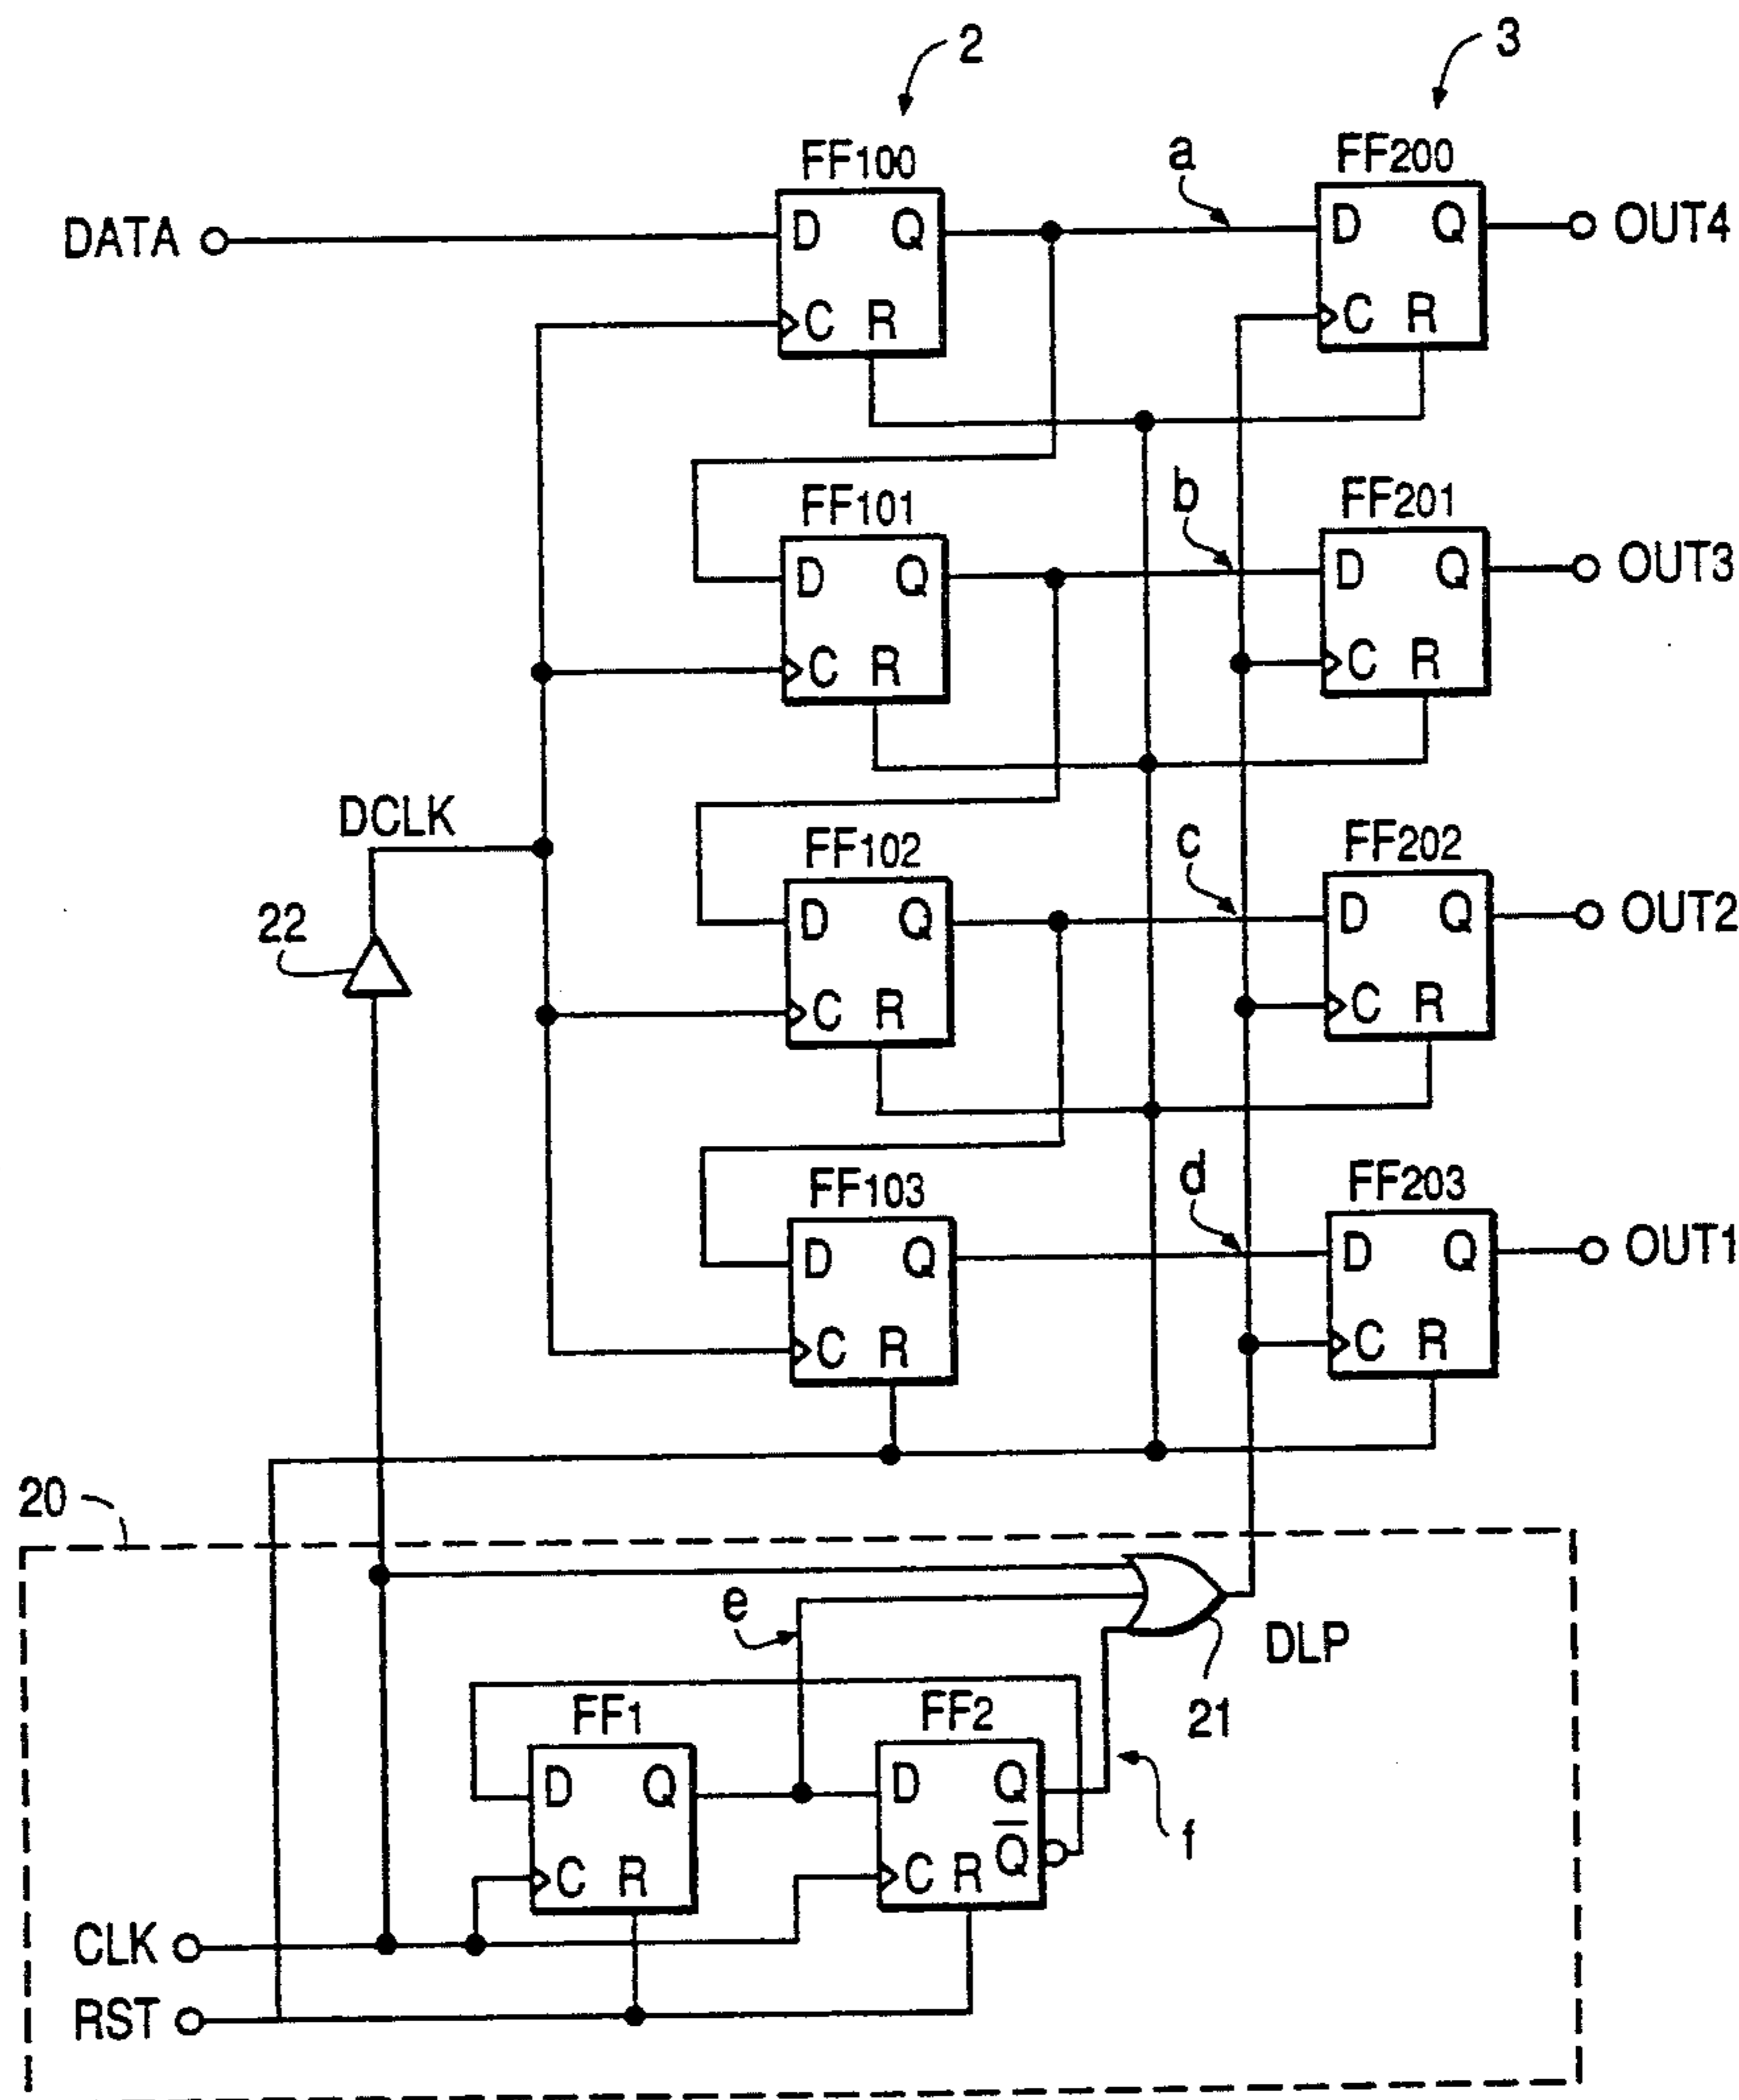 2 3
FF100 a FF200
DATA D Q D Q OUT4
C R C R
FF101 b FF201
D Q D Q OUT3
C R C R
DCLK FF102 c FF202
22 D Q D Q OUT2
C R C R
FF103 d FF203
D Q D Q OUT1
C R C R
20
e DLP
FF1 FF2 21
D Q D Q
Q̅ f
C R C R
CLK
RST